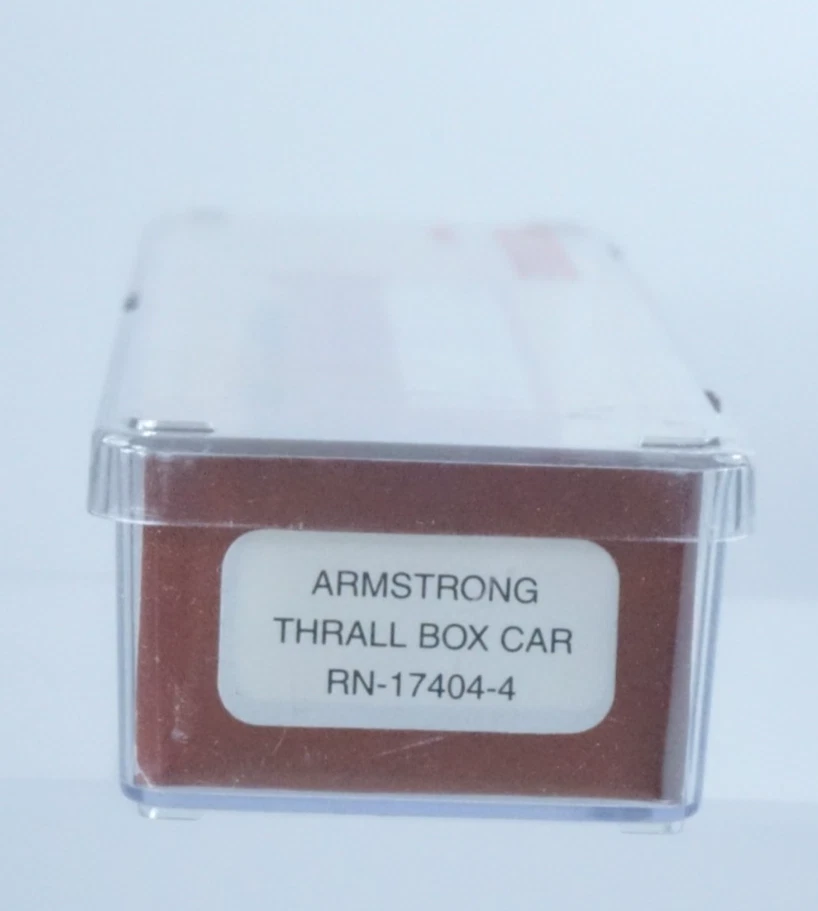 ARMSTRONG
THRALL BOX CAR
RN-17404-4